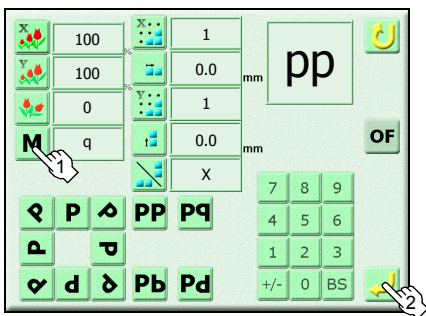 X 100 % X 1
Y 100 % 0.0 mm pp
0 Y 1
M q 0.0 mm OF
1
X
7 8 9
P P P PP Pq
4 5 6
P P
1 2 3
d d d Pb Pd
+/- 0 BS
2